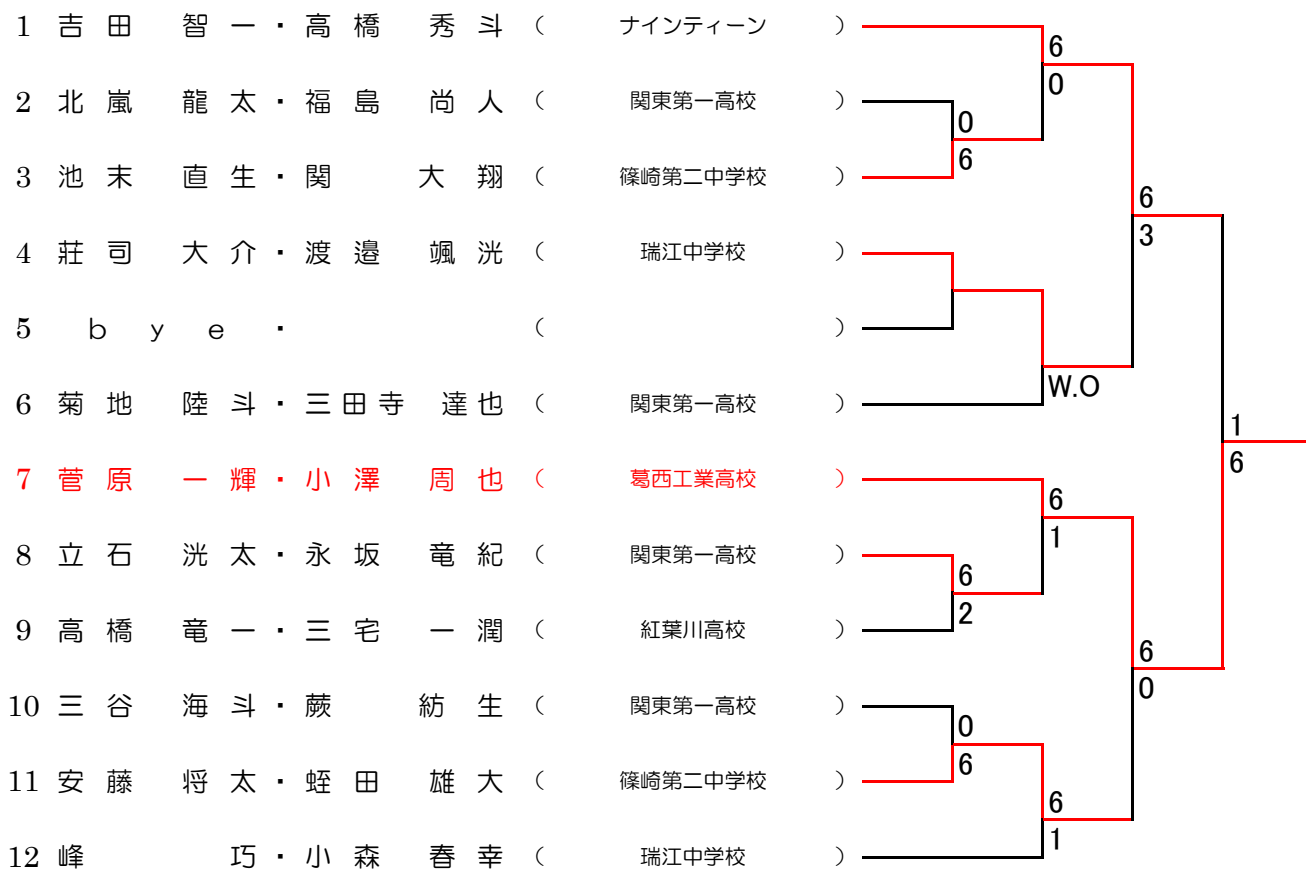 1 吉田 智一・高橋 秀斗 ( ナインティーン )
6
0
2 北嵐 龍太・福島 尚人 ( 関東第一高校 )
0
6
3 池末 直生・関 大翔 ( 篠崎第二中学校 )
6
3
4 荘司 大介・渡邉 颯洸 ( 瑞江中学校 )
5 bye・ ( )
W.O
6 菊地 陸斗・三田寺 達也 ( 関東第一高校 )
1
6
7 菅原 一輝・小澤 周也 ( 葛西工業高校 )
6
1
8 立石 洸太・永坂 竜紀 ( 関東第一高校 )
6
2
9 高橋 竜一・三宅 一潤 ( 紅葉川高校 )
6
0
10 三谷 海斗・蕨 紡生 ( 関東第一高校 )
0
6
11 安藤 将太・蛭田 雄大 ( 篠崎第二中学校 )
6
1
12 峰 巧・小森 春幸 ( 瑞江中学校 )